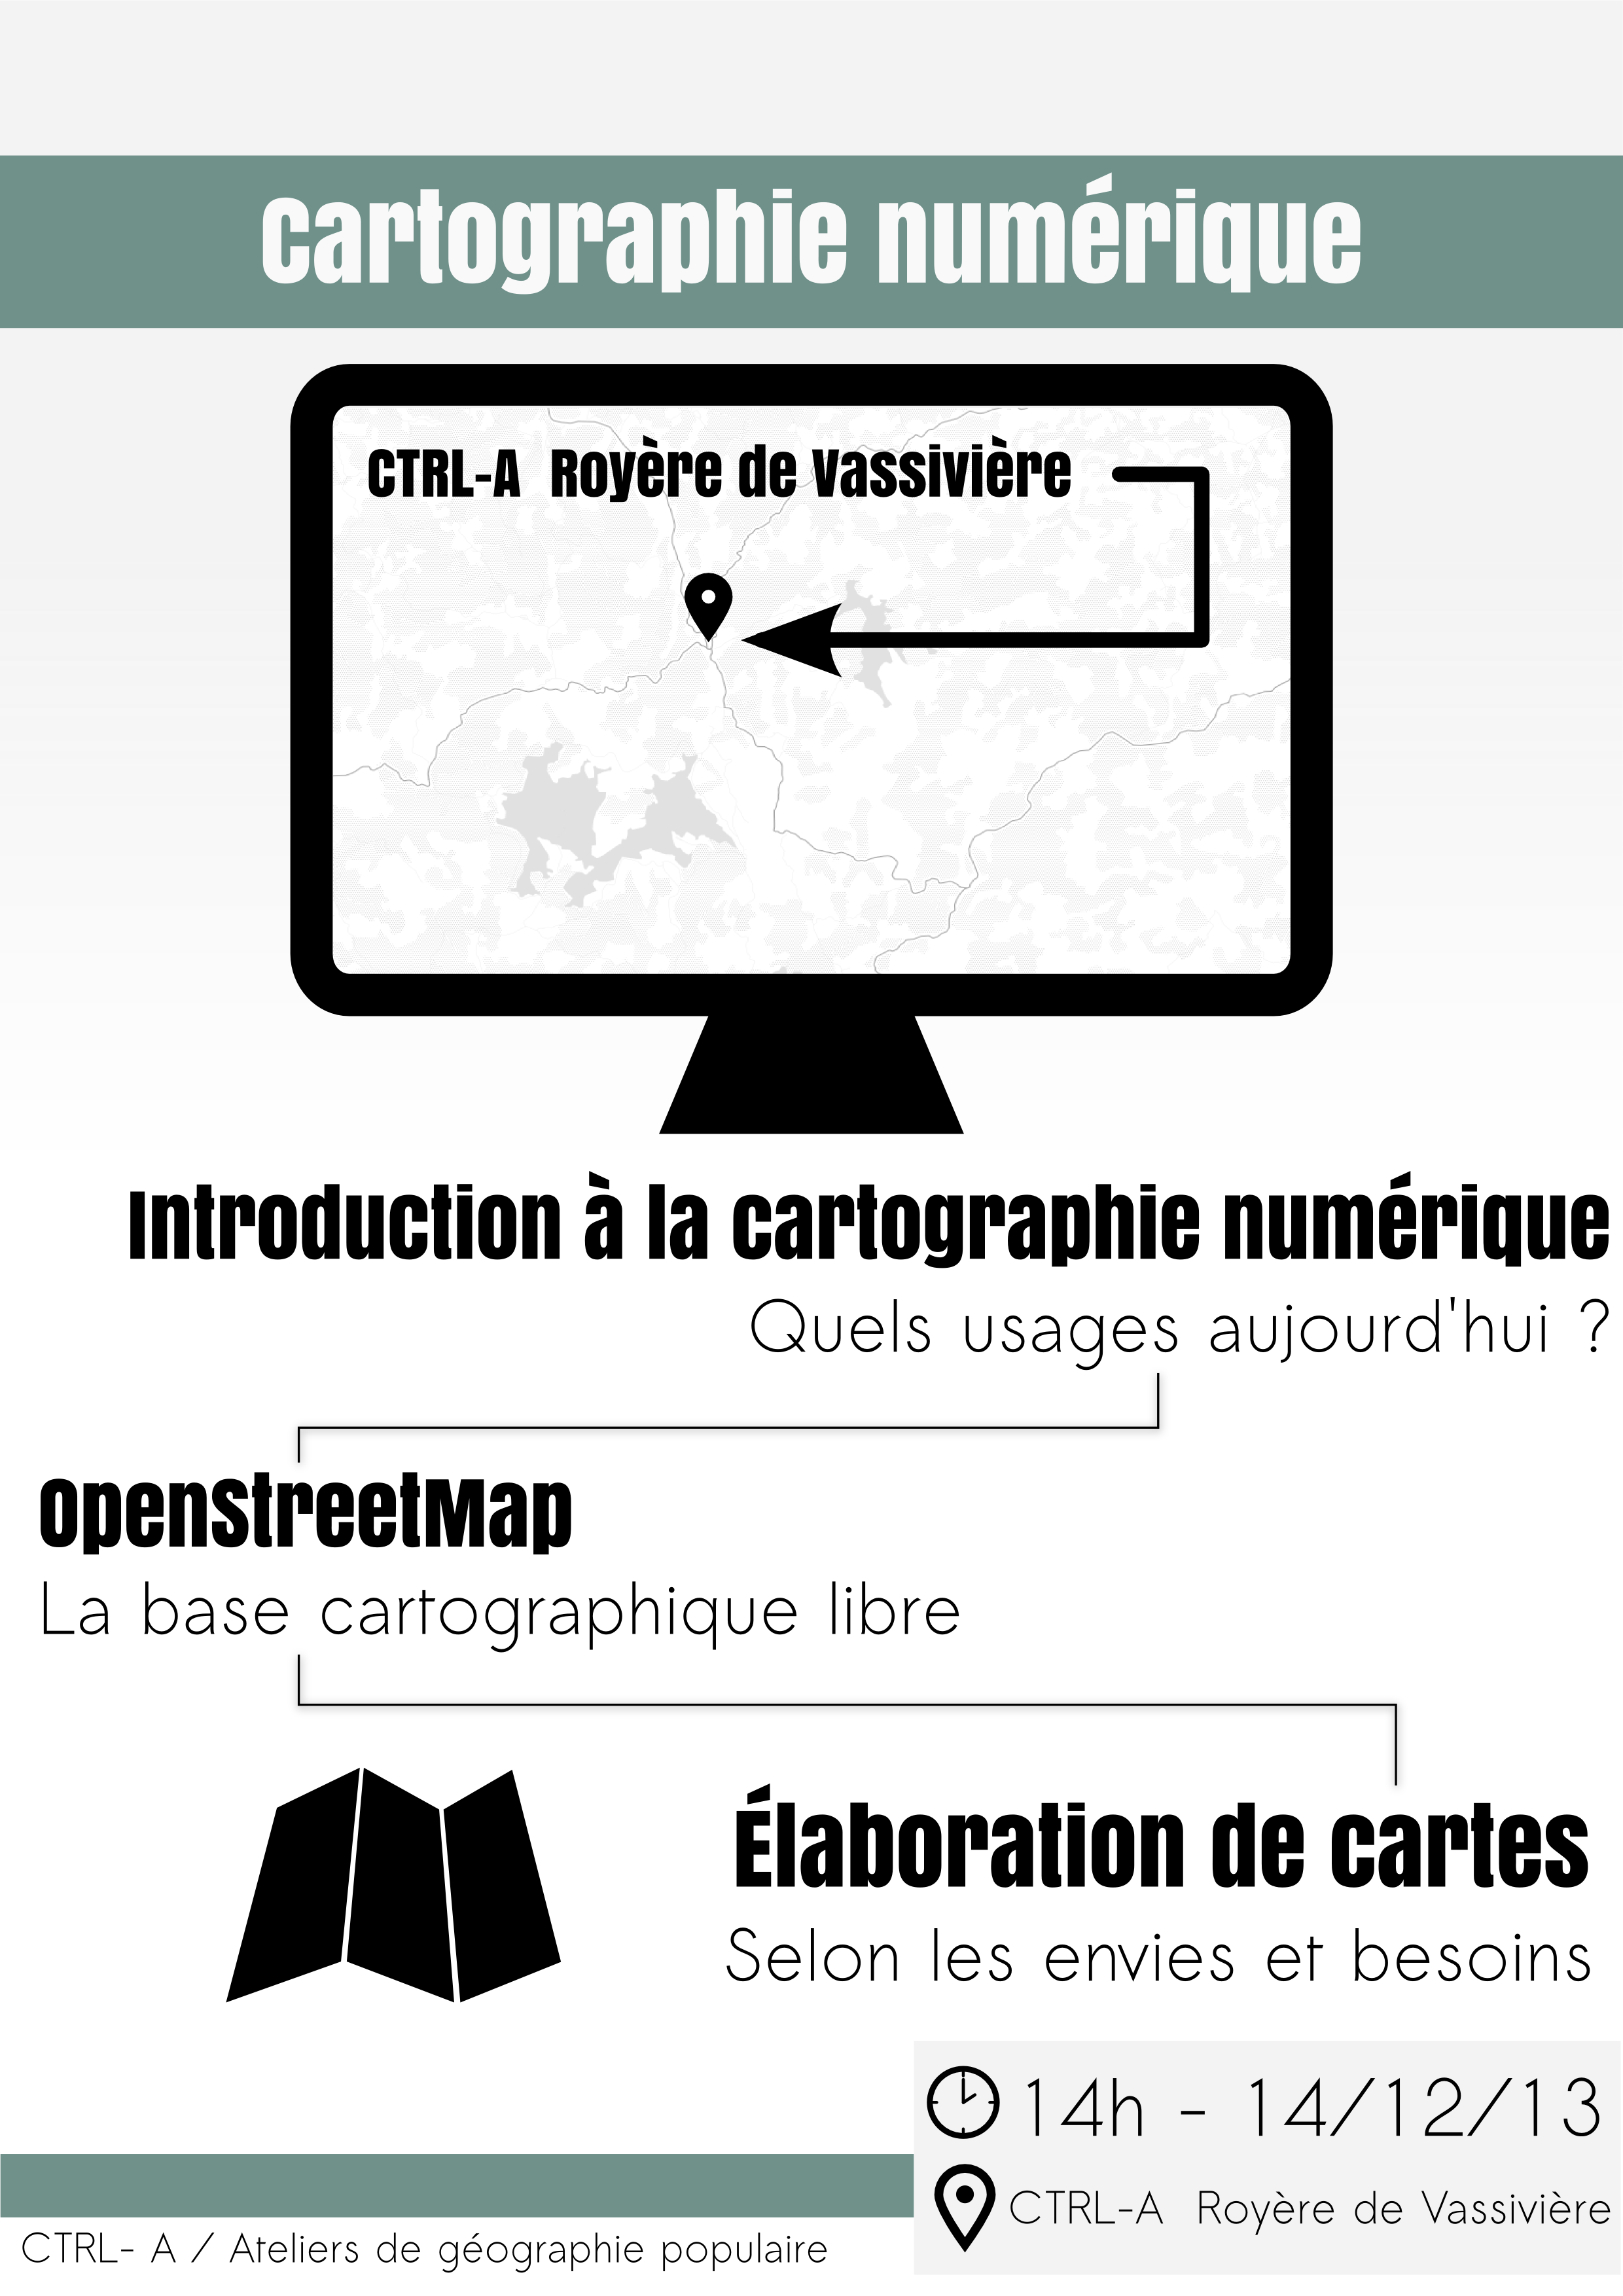 Cartographie numérique
CTRL-A Royère de Vassivière
Introduction à la cartographie numérique
Quels usages aujourd'hui ?
OpenStreetMap
La base cartographique libre
Élaboration de cartes
Selon les envies et besoins
14h - 14/12/13
CTRL-A Royère de Vassivière
CTRL- A / Ateliers de géographie populaire